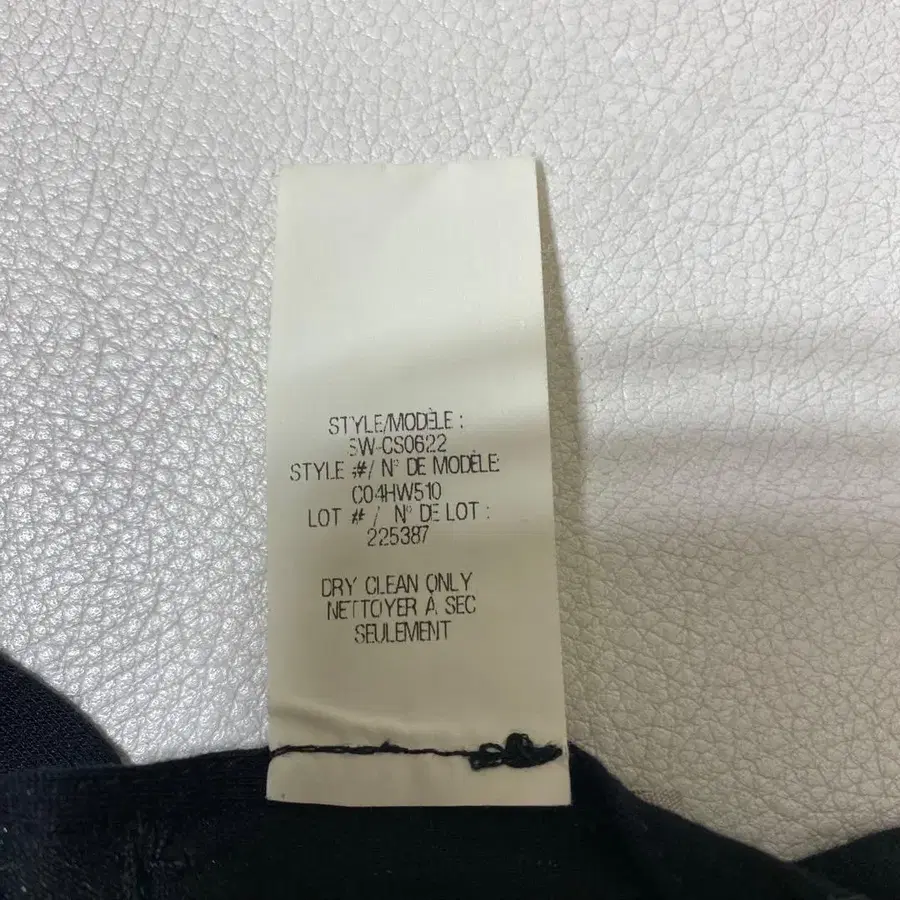 STYLE/MODÈLE :
SW-CS0622
STYLE #/ N° DE MODÈLE:
C04HW510
LOT # / N° DE LOT :
225387
DRY CLEAN ONLY
NETTOYER À SEC
SEULEMENT